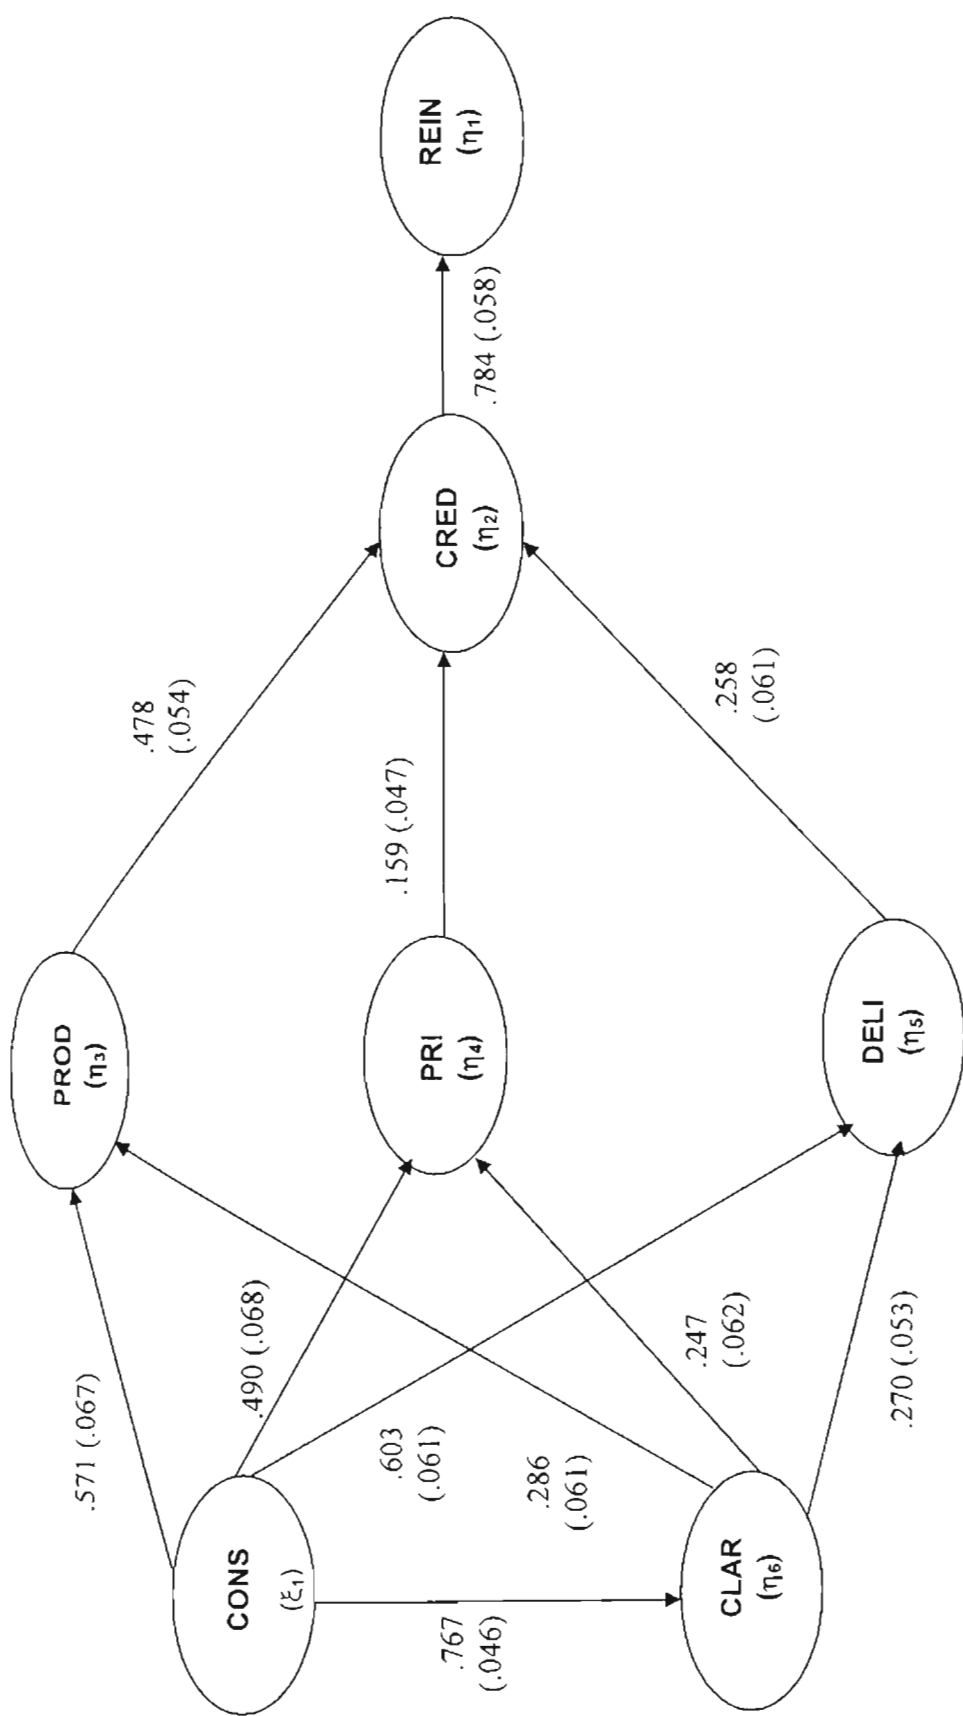 CONS
(ξ₁)
.571 (.067)
.490 (.068)
.603
(.061)
.767
(.046)
CLAR
(η₆)
.286
(.061)
.247
(.062)
.270 (.053)
PROD
(η₃)
PRI
(η₄)
DELI
(η₅)
.478
(.054)
.159 (.047)
.258
(.061)
CRED
(η₂)
.784 (.058)
REIN
(η₁)